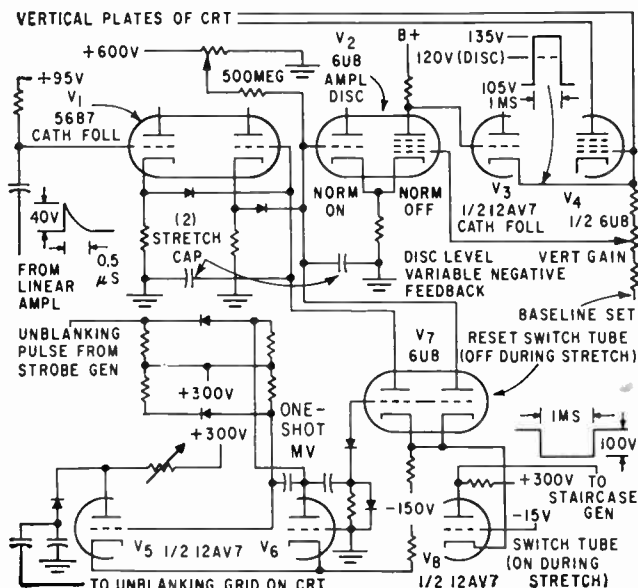 VERTICAL PLATES OF CRT
+600V
+95V
V1
5687
CATH FOLL
500MEG
V2
6U8
AMPL
DISC
B+
135V
120V (DISC)
105V
1MS
40V
0.5
μS
FROM
LINEAR
AMPL
(2)
STRETCH
CAP
NORM
ON
NORM
OFF
V3
1/2 12AV7
CATH FOLL
V4
1/2 6U8
DISC LEVEL
VARIABLE NEGATIVE
FEEDBACK
VERT GAIN
BASELINE SET
UNBLANKING
PULSE FROM
STROBE GEN
+300V
+300V
ONE-
SHOT
MV
V7
6U8
RESET SWITCH TUBE
(OFF DURING STRETCH)
1MS
100V
-150V
+300V TO
STAIRCASE
GEN
-15V
V5 1/2 12AV7 V6
V8
1/2 12AV7
SWITCH TUBE
(ON DURING
STRETCH)
TO UNBLANKING GRID ON CRT